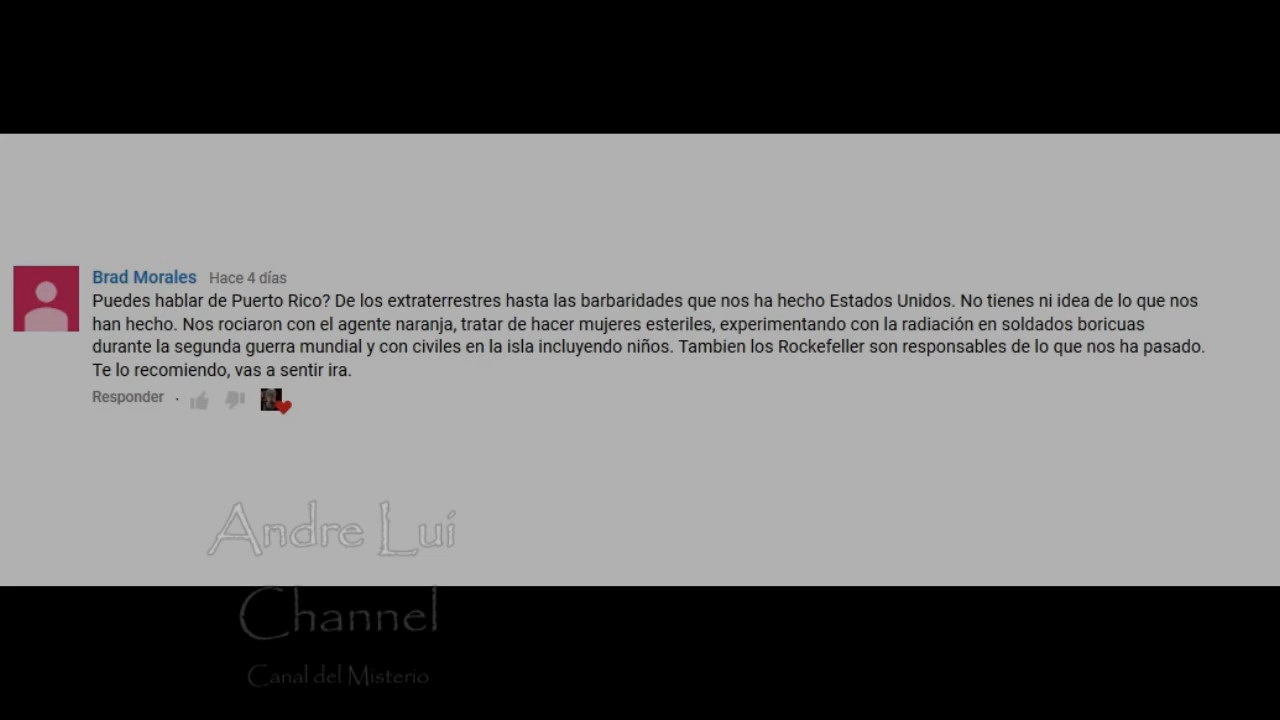 Brad Morales Hace 4 días
Puedes hablar de Puerto Rico? De los extraterrestres hasta las barbaridades que nos ha hecho Estados Unidos. No tienes ni idea de lo que nos
han hecho. Nos rociaron con el agente naranja, tratar de hacer mujeres esteriles, experimentando con la radiación en soldados boricuas
durante la segunda guerra mundial y con civiles en la isla incluyendo niños. Tambien los Rockefeller son responsables de lo que nos ha pasado.
Te lo recomiendo, vas a sentir ira.
Responder ·
Andre Luí
Channel
Canal del Misterio